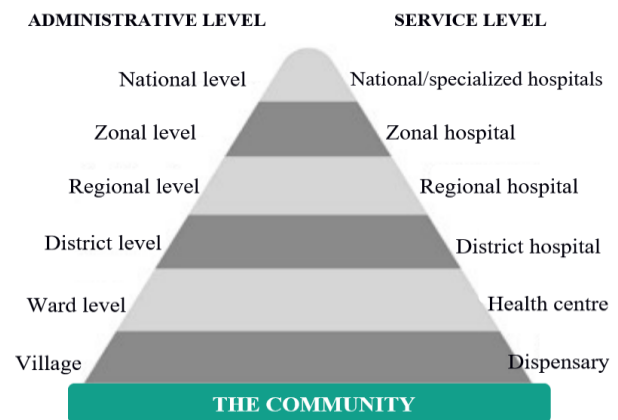 ADMINISTRATIVE LEVEL SERVICE LEVEL
National level National/specialized hospitals
Zonal level Zonal hospital
Regional level Regional hospital
District level District hospital
Ward level Health centre
Village Dispensary
THE COMMUNITY